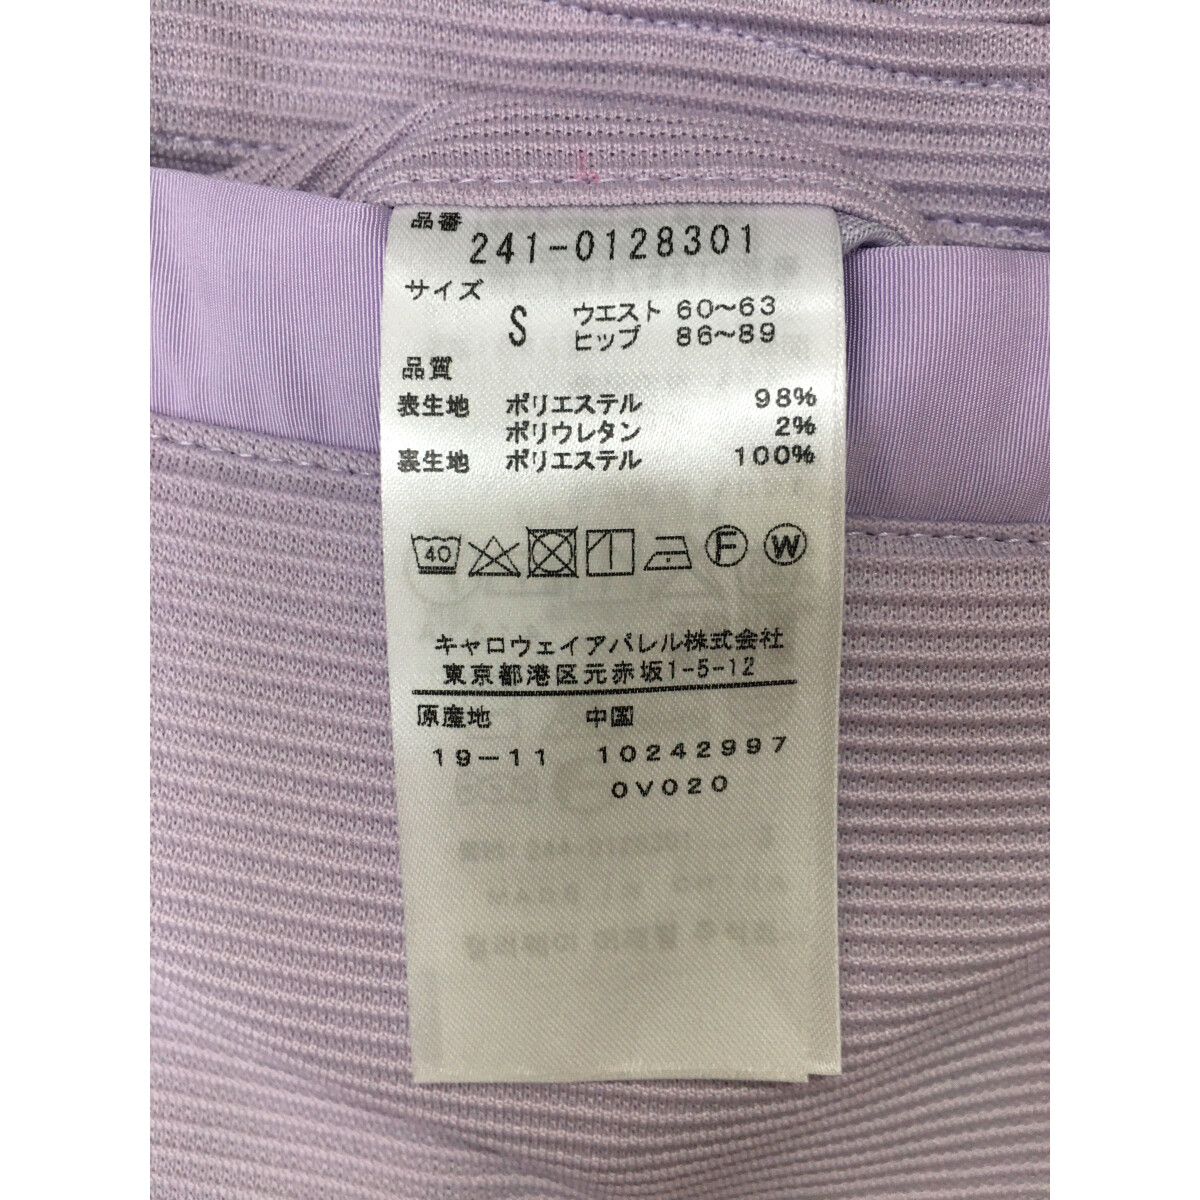 品番
241-0128301
サイズ
S ウエスト 60〜63
ヒップ 86〜89
品質
表生地 ポリエステル 98%
ポリウレタン 2%
裏生地 ポリエステル 100%
40 F W
キャロウェイアパレル株式会社
東京都港区元赤坂1-5-12
原産地 中国
19-11 10242997
0V020